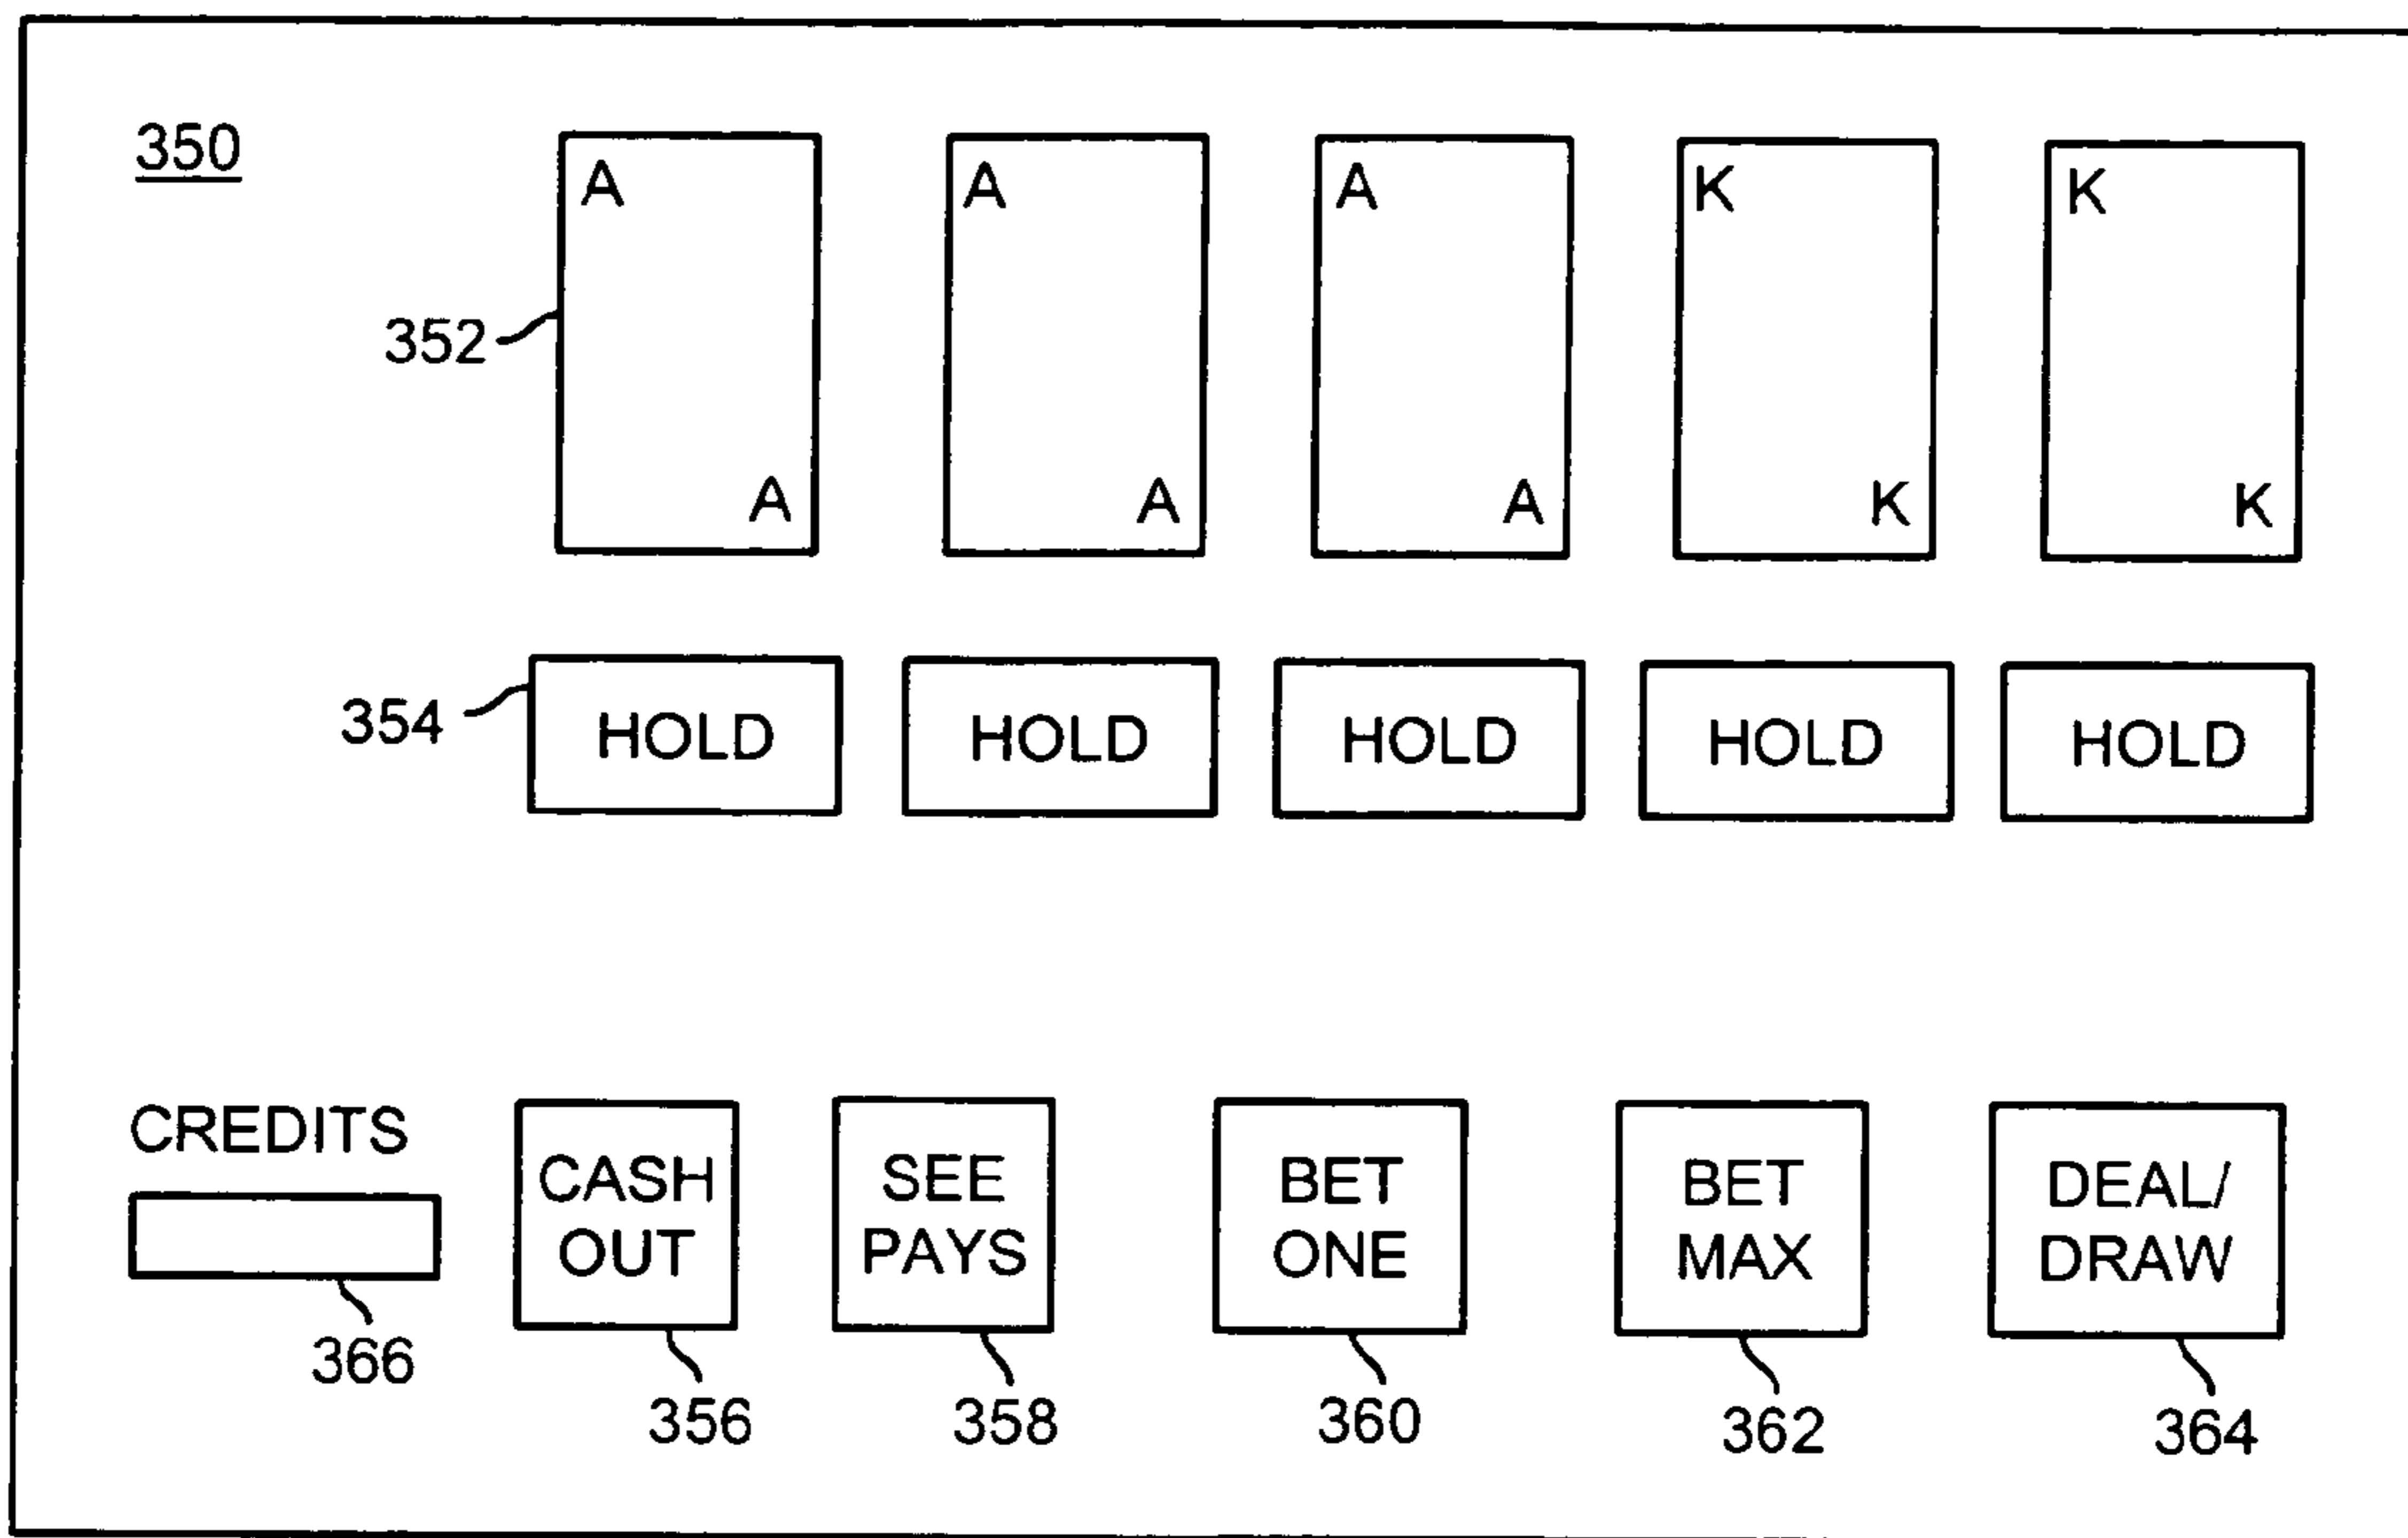 350
A A A K K
352
A A A K K
354
HOLD HOLD HOLD HOLD HOLD
CREDITS
CASH OUT
SEE PAYS
BET ONE
BET MAX
DEAL/ DRAW
366
356 358 360 362 364